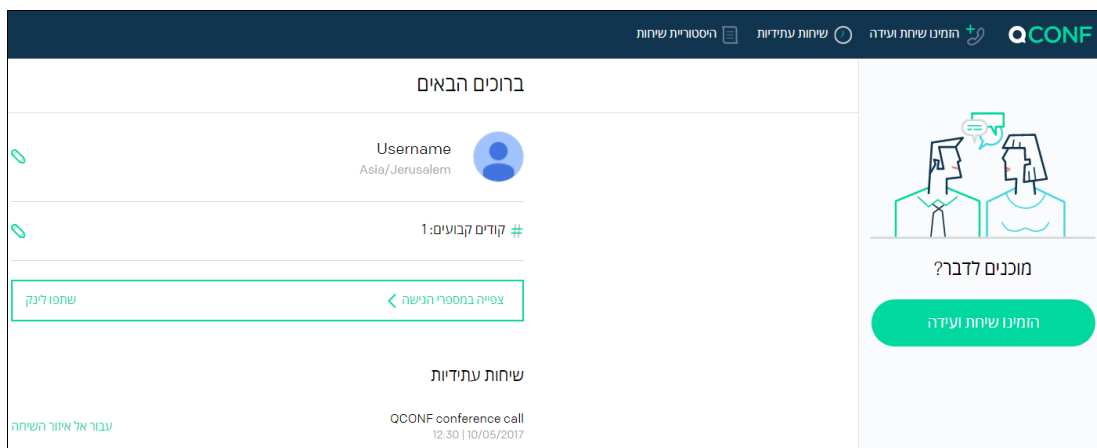 QCONF
הזמינו שיחת ועידה
שיחות עתידיות
היסטוריית שיחות
ברוכים הבאים
Username
Asia/Jerusalem
# קודים קבועים: 1
צפייה במספרי הגישה
שתפו לינק
שיחות עתידיות
QCONF conference call
12:30 | 10/05/2017
עבור אל איזור השיחה
מוכנים לדבר?
הזמינו שיחת ועידה